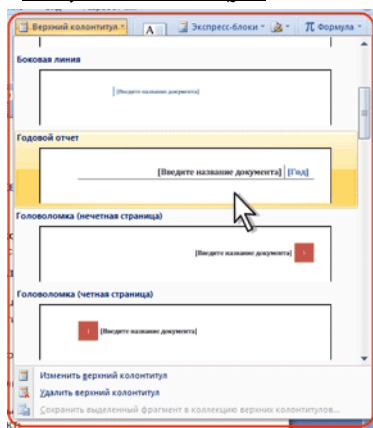 Верхний колонтитул
Экспресс-блоки
π Формула
Боковая линия
[Введите название документа]
Годовой отчет
[Введите название документа] [Год]
Головоломка (нечетная страница)
[Введите название документа]
Головоломка (четная страница)
[Введите название документа]
Изменить верхний колонтитул
Удалить верхний колонтитул
Сохранить выделенный фрагмент в коллекцию верхних колонтитулов...